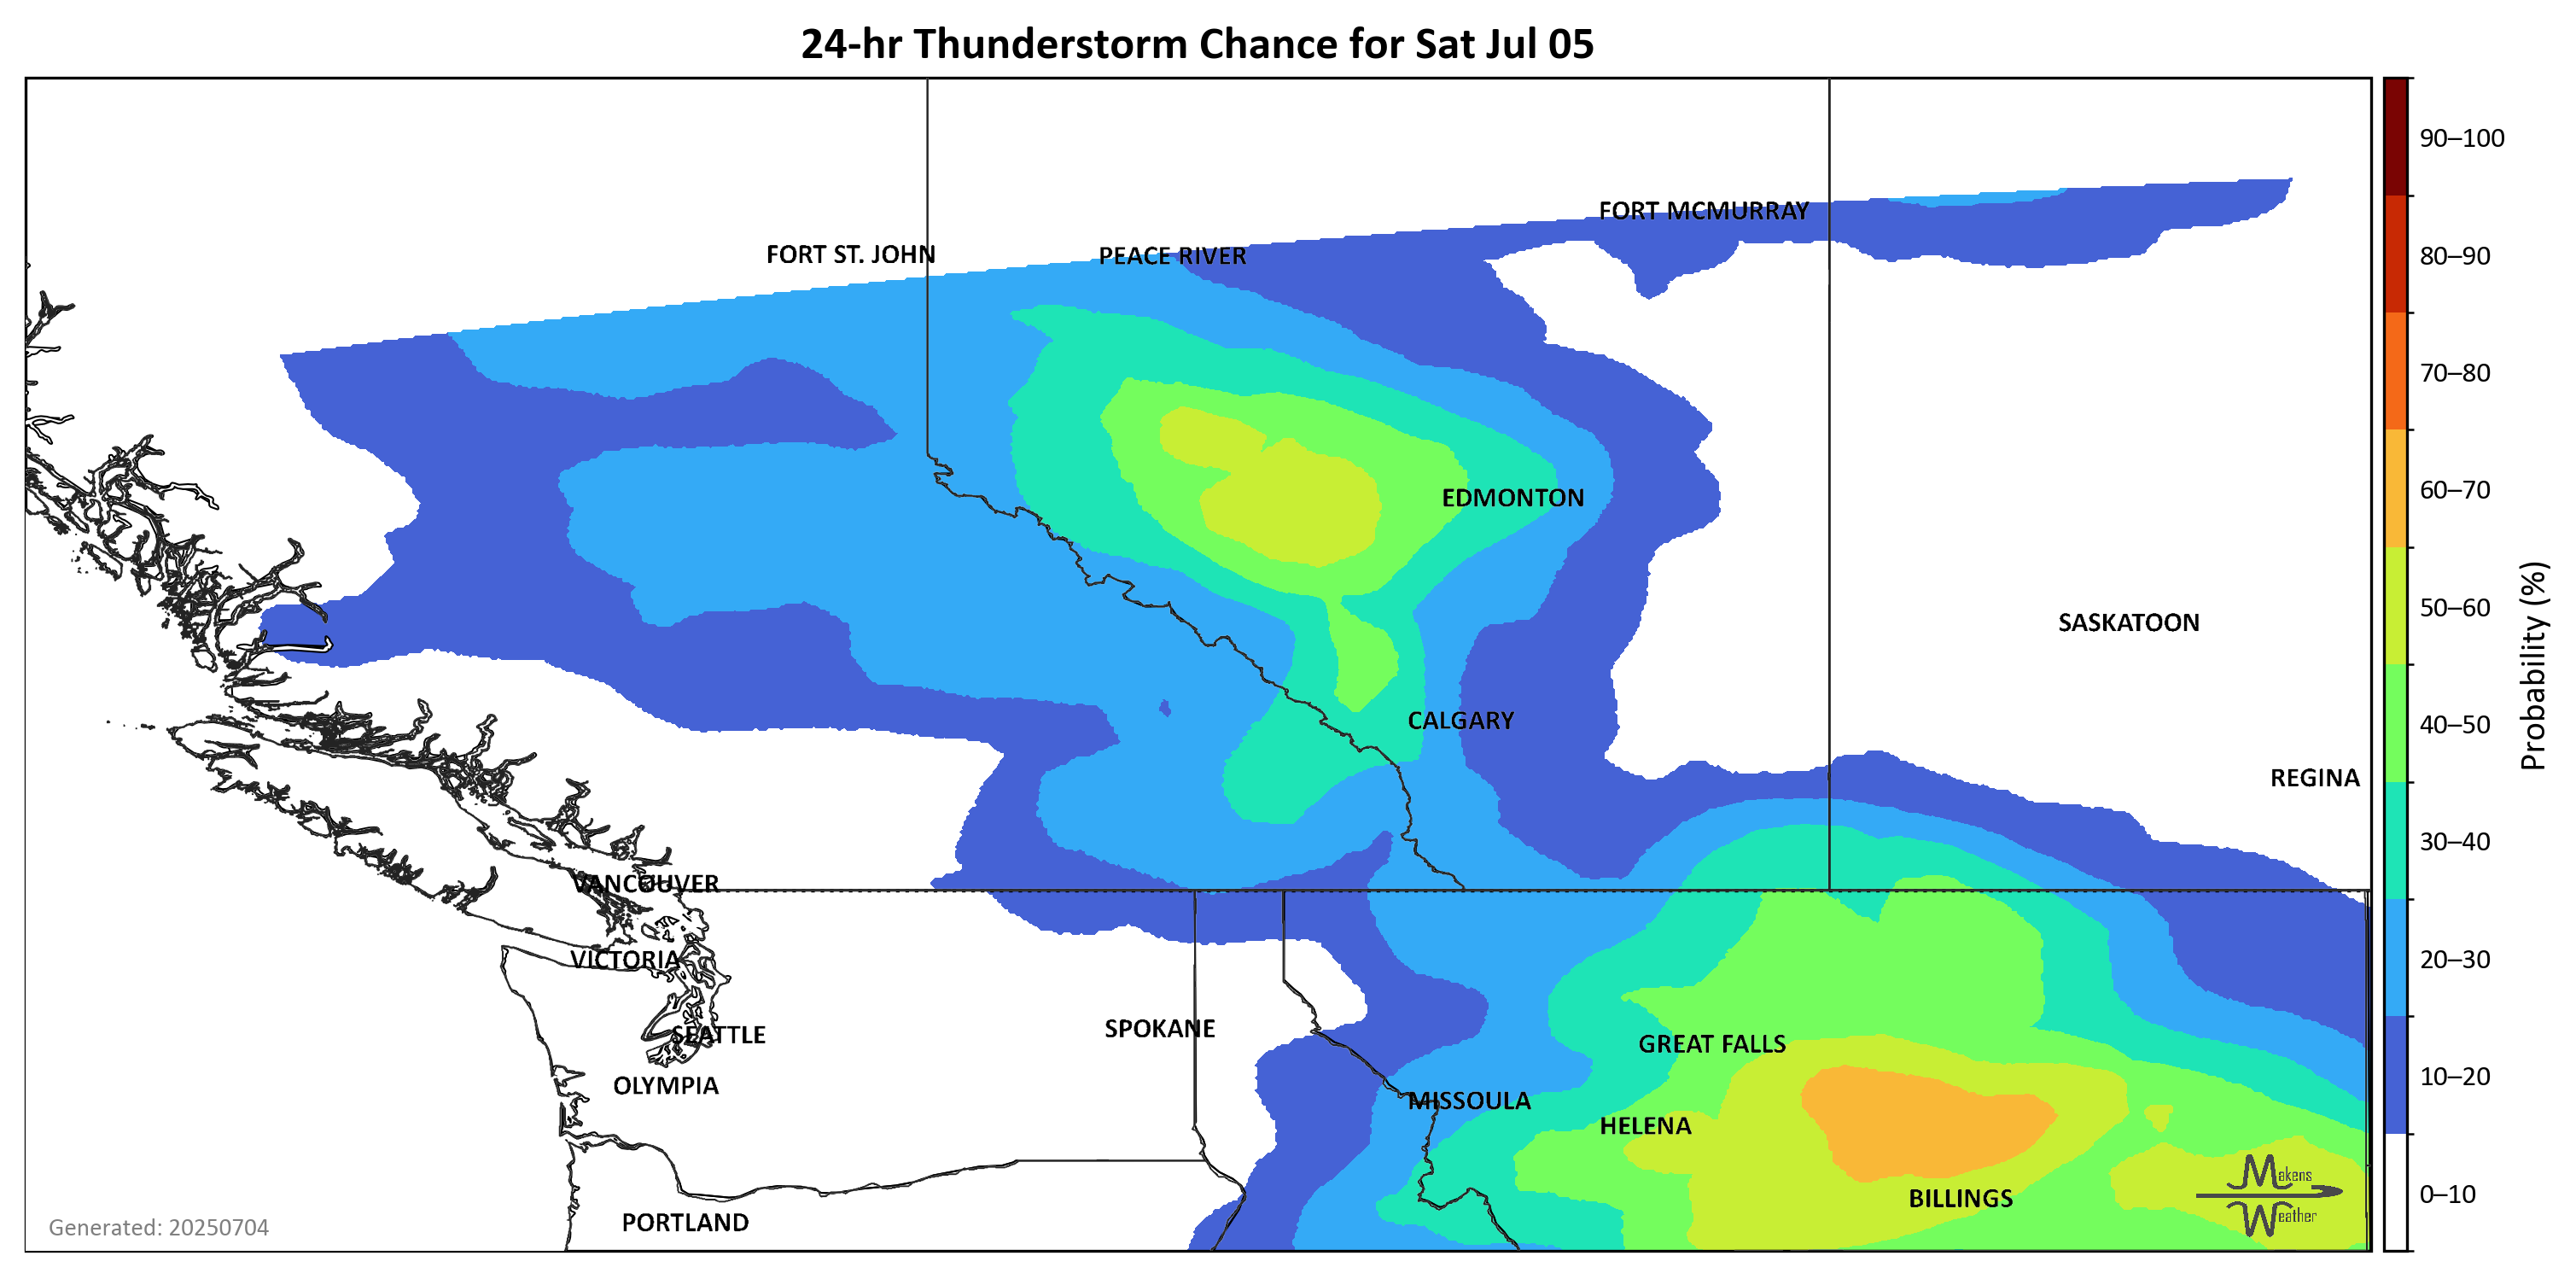 24-hr Thunderstorm Chance for Sat Jul 05
90–100
FORT MCMURRAY
FORT ST. JOHN
PEACE RIVER
80–90
70–80
60–70
EDMONTON
50–60
SASKATOON
Probability (%)
CALGARY
40–50
REGINA
30–40
VANCOUVER
VICTORIA
20–30
SPOKANE
SEATTLE
GREAT FALLS
OLYMPIA
10–20
MISSOULA
HELENA
Makens
Weather
0–10
BILLINGS
PORTLAND
Generated: 20250704